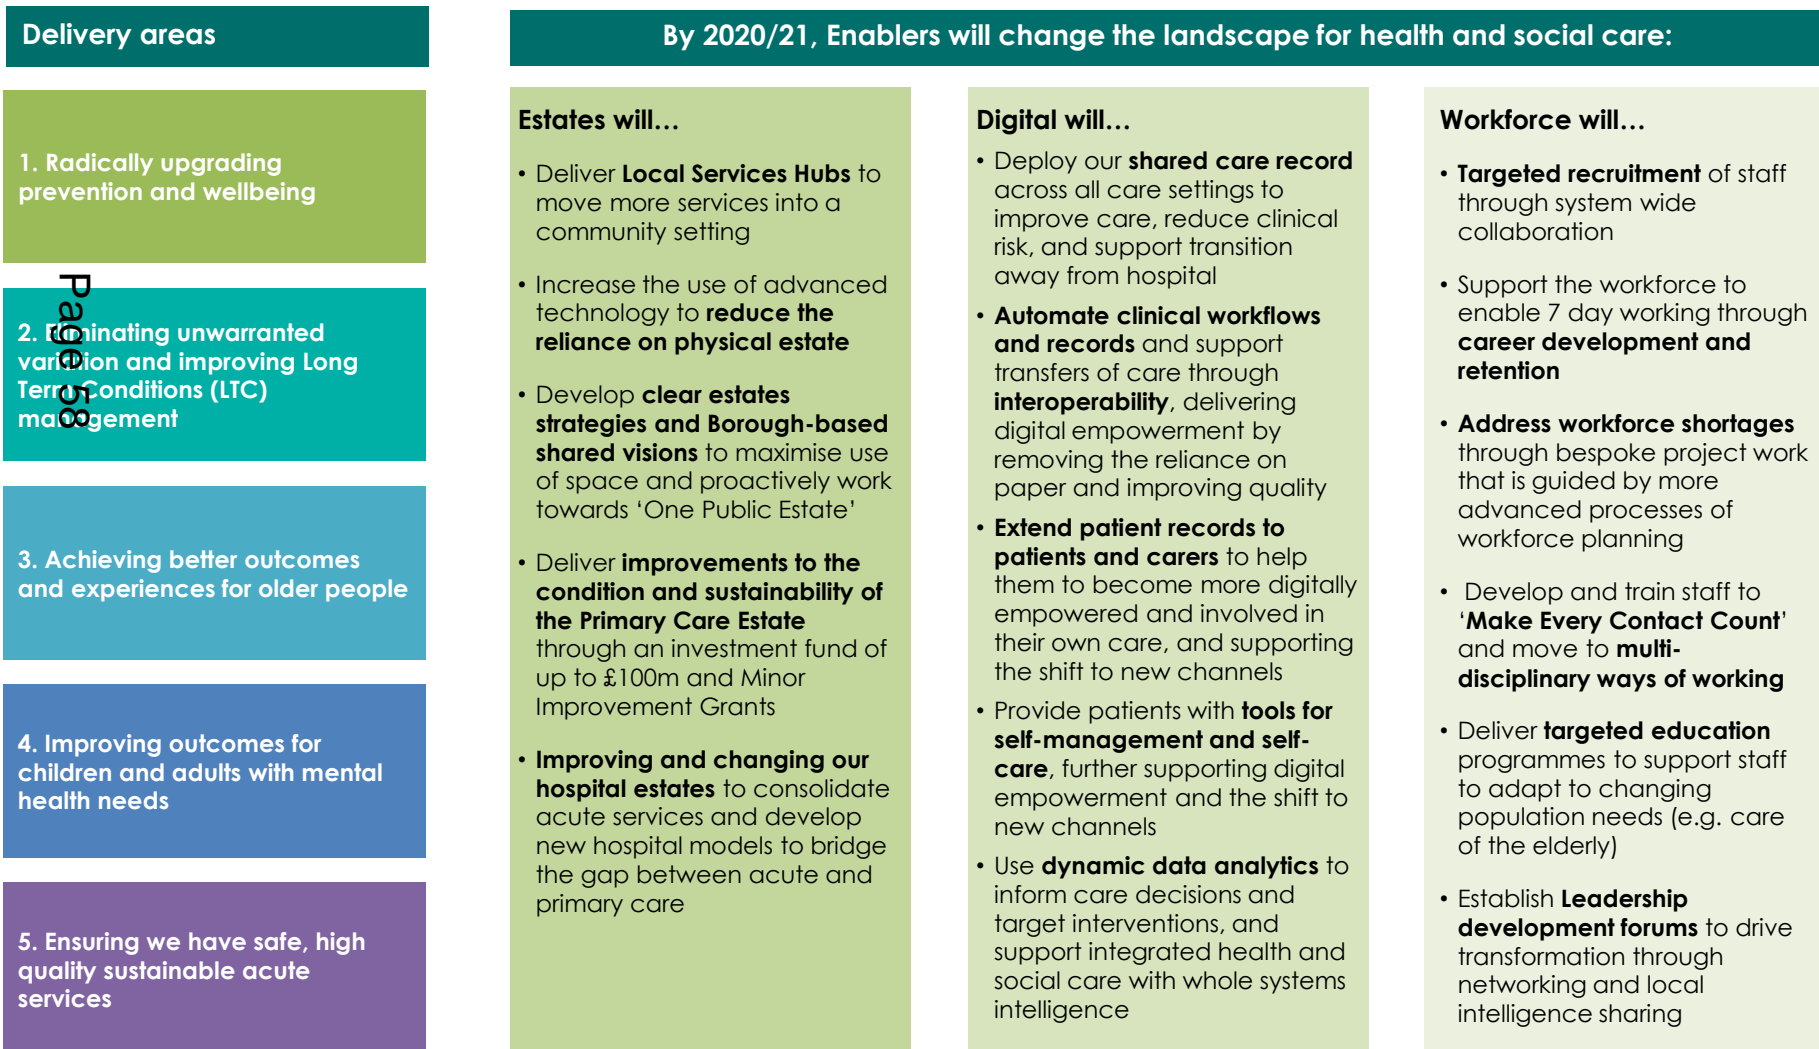 Delivery areas
1. Radically upgrading
prevention and wellbeing
2. Eliminating unwarranted
variation and improving Long
Term Conditions (LTC)
management
3. Achieving better outcomes
and experiences for older people
4. Improving outcomes for
children and adults with mental
health needs
5. Ensuring we have safe, high
quality sustainable acute
services
Page 58
By 2020/21, Enablers will change the landscape for health and social care:
Estates will…
• Deliver Local Services Hubs to
move more services into a
community setting
• Increase the use of advanced
technology to reduce the
reliance on physical estate
• Develop clear estates
strategies and Borough-based
shared visions to maximise use
of space and proactively work
towards ‘One Public Estate’
• Deliver improvements to the
condition and sustainability of
the Primary Care Estate
through an investment fund of
up to £100m and Minor
Improvement Grants
• Improving and changing our
hospital estates to consolidate
acute services and develop
new hospital models to bridge
the gap between acute and
primary care
Digital will…
• Deploy our shared care record
across all care settings to
improve care, reduce clinical
risk, and support transition
away from hospital
• Automate clinical workflows
and records and support
transfers of care through
interoperability, delivering
digital empowerment by
removing the reliance on
paper and improving quality
• Extend patient records to
patients and carers to help
them to become more digitally
empowered and involved in
their own care, and supporting
the shift to new channels
• Provide patients with tools for
self-management and self-
care, further supporting digital
empowerment and the shift to
new channels
• Use dynamic data analytics to
inform care decisions and
target interventions, and
support integrated health and
social care with whole systems
intelligence
Workforce will…
• Targeted recruitment of staff
through system wide
collaboration
• Support the workforce to
enable 7 day working through
career development and
retention
• Address workforce shortages
through bespoke project work
that is guided by more
advanced processes of
workforce planning
• Develop and train staff to
‘Make Every Contact Count’
and move to multi-
disciplinary ways of working
• Deliver targeted education
programmes to support staff
to adapt to changing
population needs (e.g. care
of the elderly)
• Establish Leadership
development forums to drive
transformation through
networking and local
intelligence sharing